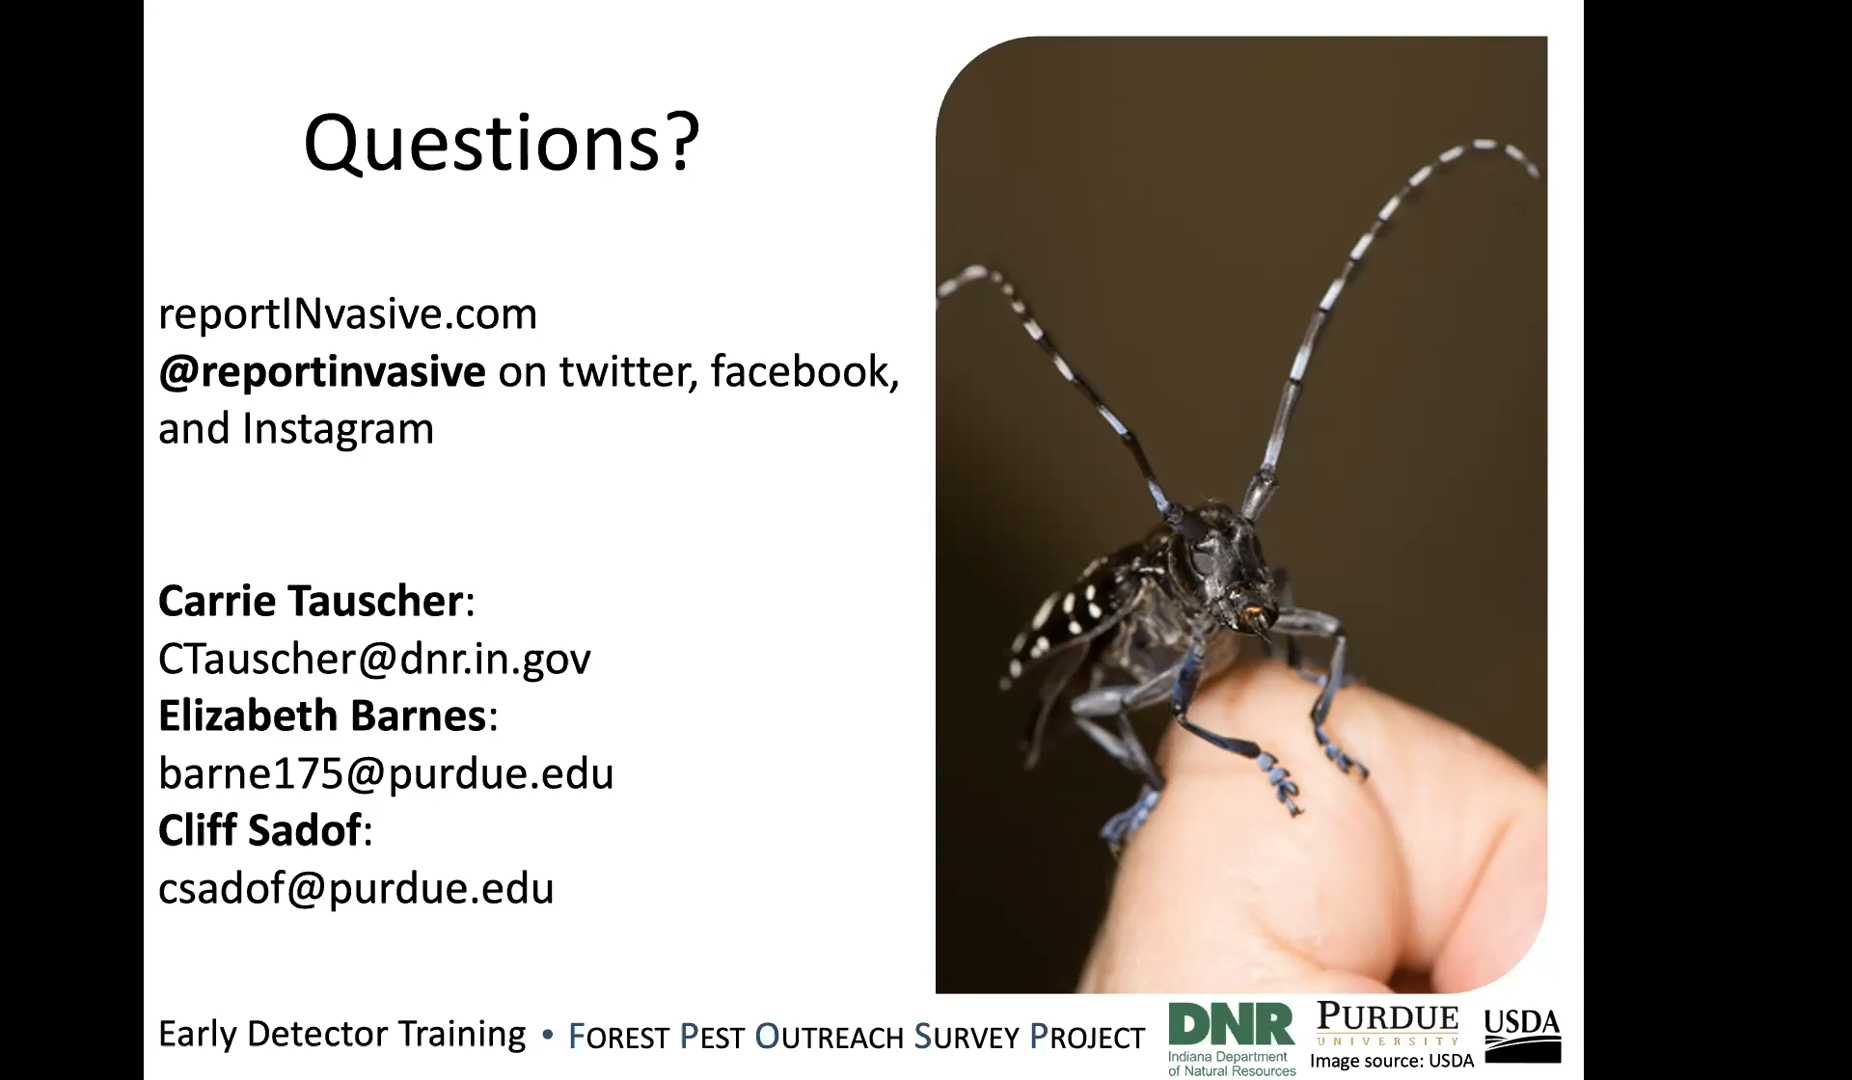 Questions?
reportINvasive.com
@reportinvasive on twitter, facebook,
and Instagram
Carrie Tauscher:
CTauscher@dnr.in.gov
Elizabeth Barnes:
barne175@purdue.edu
Cliff Sadof:
csadof@purdue.edu
Early Detector Training • FOREST PEST OUTREACH SURVEY PROJECT
DNR
Indiana Department
of Natural Resources
PURDUE
UNIVERSITY
Image source: USDA
USDA